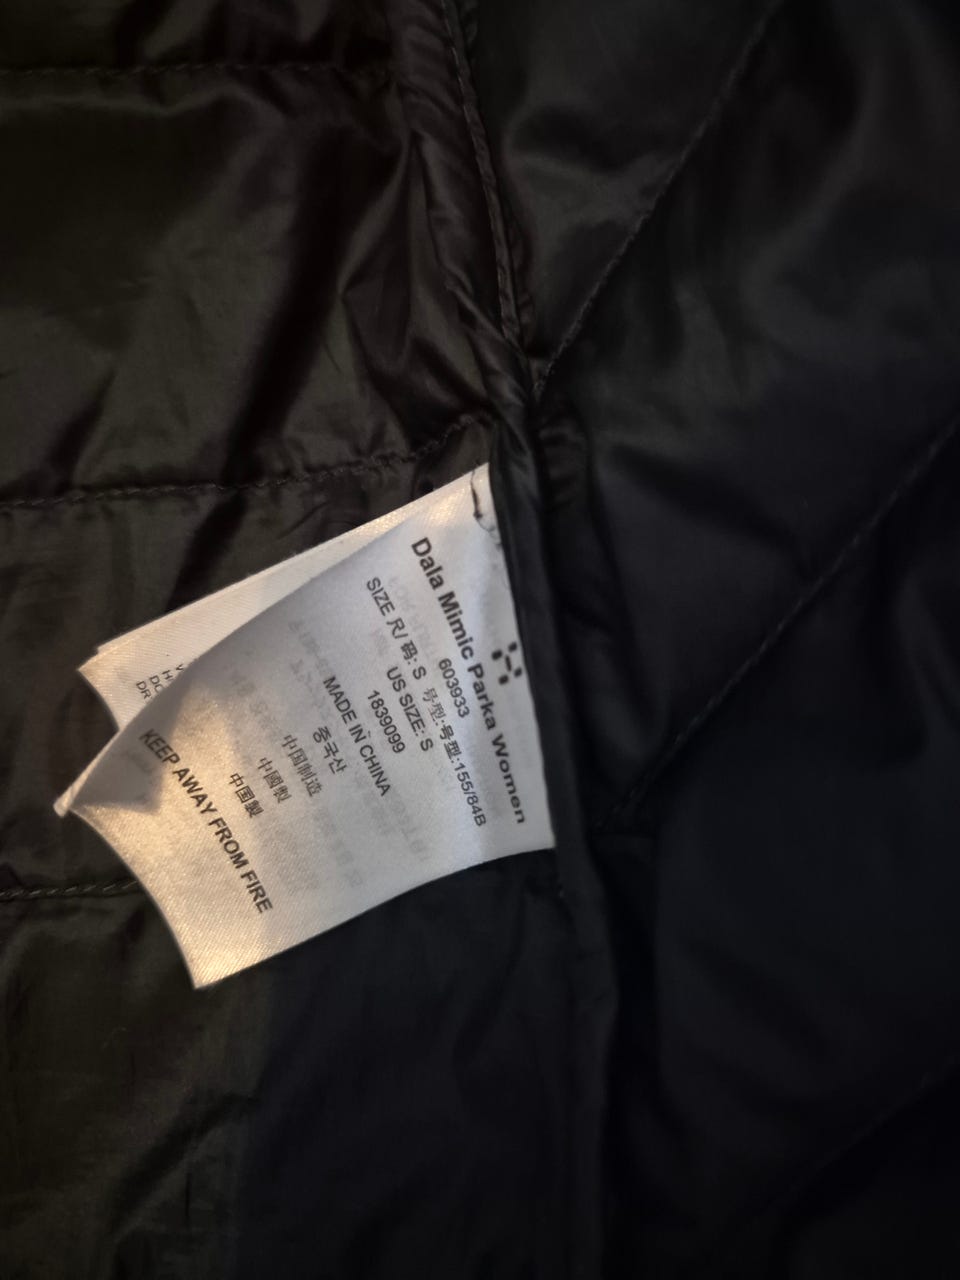 Dala Mimic Parka Women
603933
SIZE 尺/码: S 号型:号型:155/84B
US SIZE: S
1839099
MADE IN CHINA
중국산
中国制造
中國製
中国製
KEEP AWAY FROM FIRE